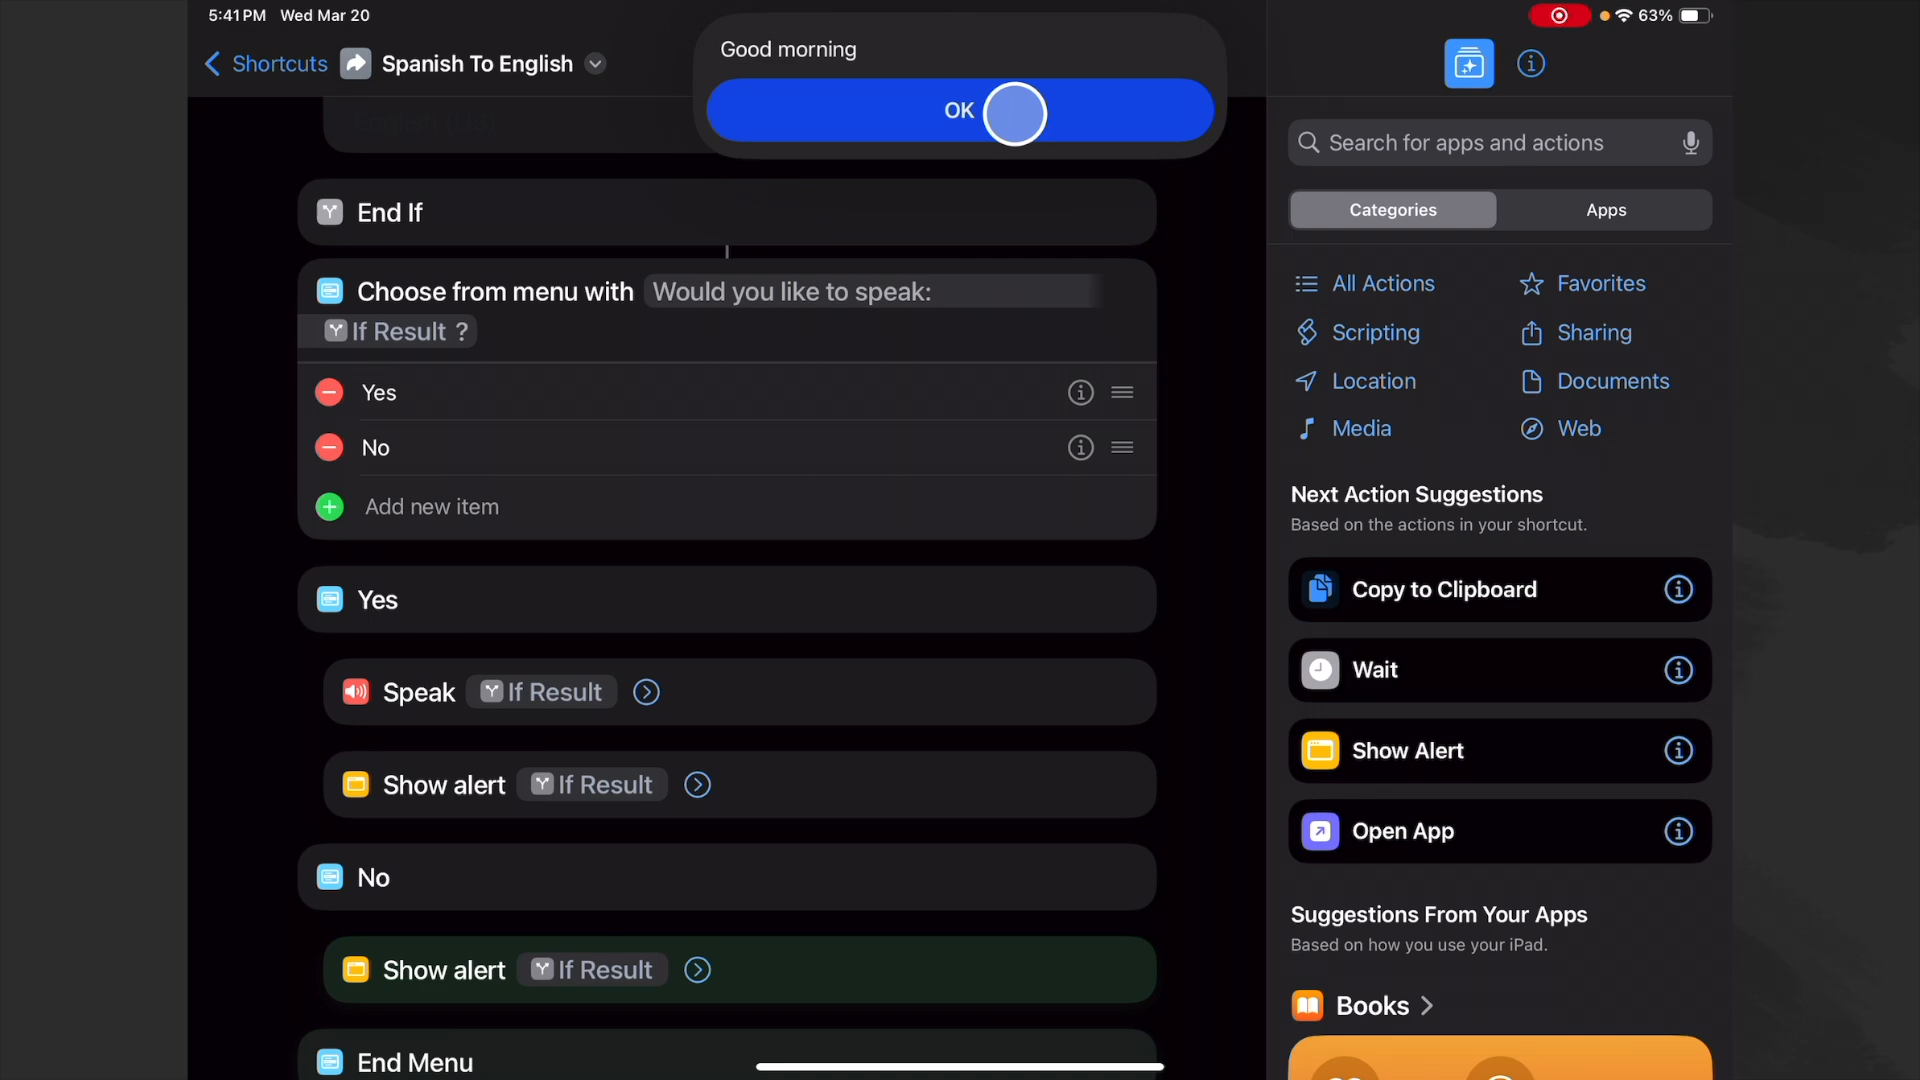 5:41 PM Wed Mar 20
63%
Shortcuts
Spanish To English
Good morning
OK
English (US)
End If
Choose from menu with Would you like to speak:
If Result ?
Yes
No
Add new item
Yes
Speak If Result
Show alert If Result
No
Show alert If Result
End Menu
Search for apps and actions
Categories
Apps
All Actions
Favorites
Scripting
Sharing
Location
Documents
Media
Web
Next Action Suggestions
Based on the actions in your shortcut.
Copy to Clipboard
Wait
Show Alert
Open App
Suggestions From Your Apps
Based on how you use your iPad.
Books